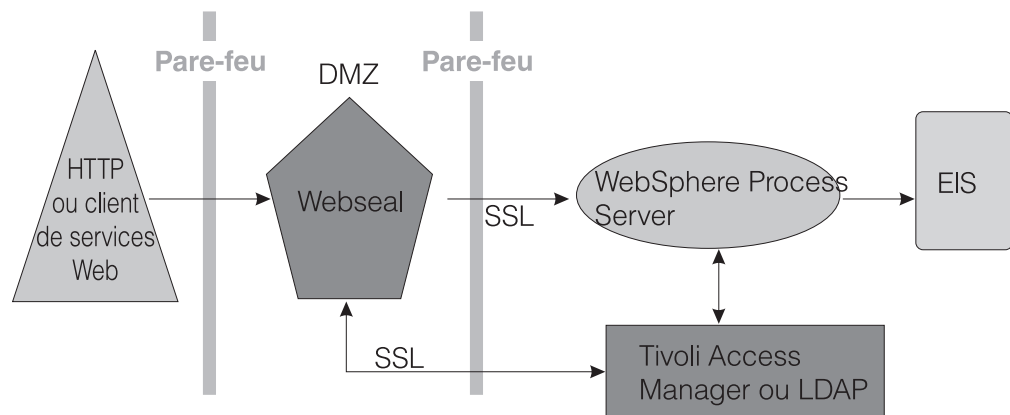 Pare-feu
Pare-feu
DMZ
HTTP
ou client
de services
Web
Webseal
SSL
WebSphere Process
Server
EIS
SSL
Tivoli Access
Manager ou LDAP